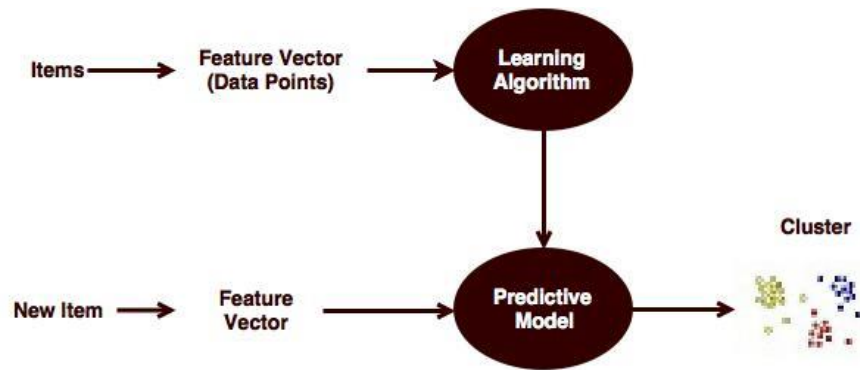 Items
Feature Vector
(Data Points)
Learning
Algorithm
Cluster
New Item
Feature
Vector
Predictive
Model